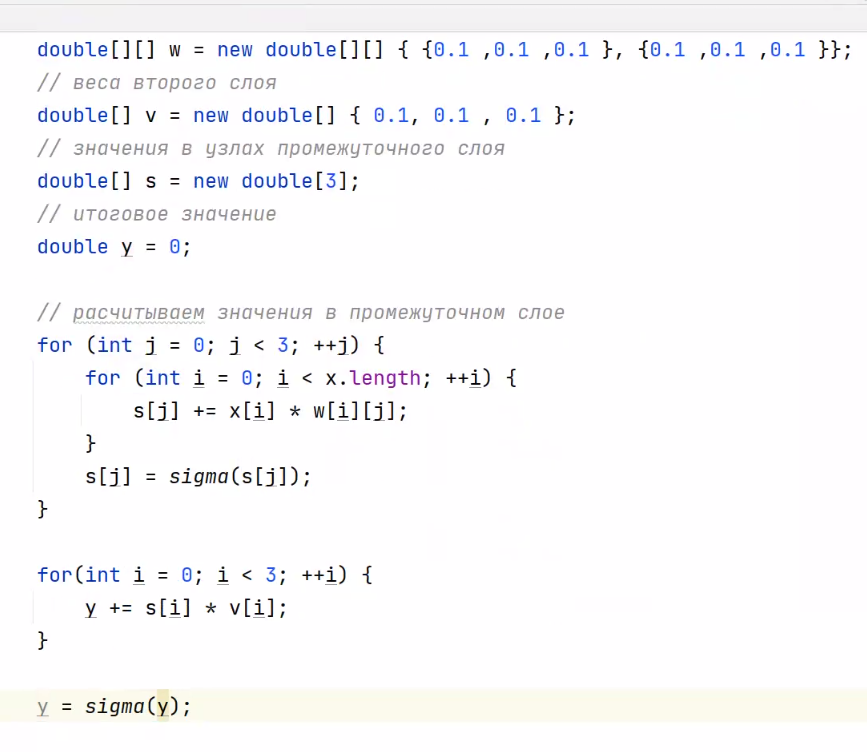 double[][] w = new double[][] { {0.1 ,0.1 ,0.1 }, {0.1 ,0.1 ,0.1 }};
// веса второго слоя
double[] v = new double[] { 0.1, 0.1 , 0.1 };
// значения в узлах промежуточного слоя
double[] s = new double[3];
// итоговое значение
double y = 0;
// расчитываем значения в промежуточном слое
for (int j = 0; j < 3; ++j) {
for (int i = 0; i < x.length; ++i) {
s[j] += x[i] * w[i][j];
}
s[j] = sigma(s[j]);
}
for(int i = 0; i < 3; ++i) {
y += s[i] * v[i];
}
y = sigma(y);